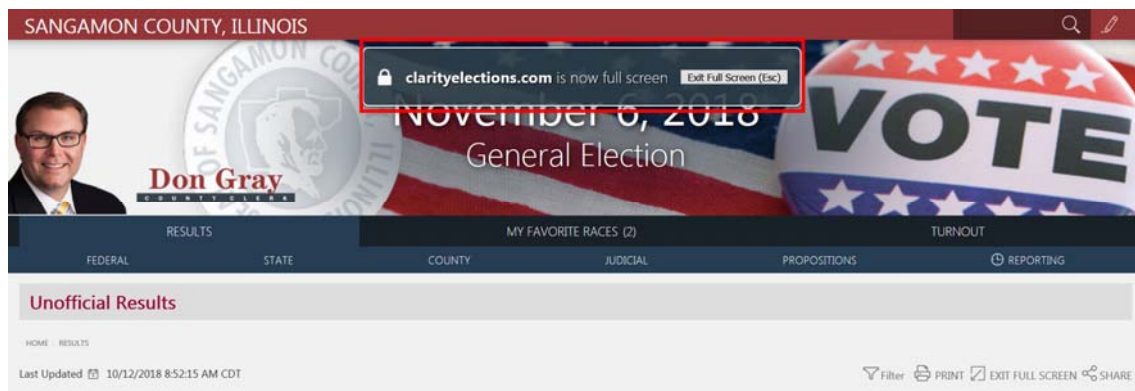 SANGAMON COUNTY, ILLINOIS
clarityelections.com is now full screen Exit Full Screen (Esc)
November 6, 2018
General Election
VOTE
Don Gray
COUNTY CLERK
RESULTS MY FAVORITE RACES (2) TURNOUT
FEDERAL STATE COUNTY JUDICIAL PROPOSITIONS REPORTING
Unofficial Results
HOME RESULTS
Last Updated 10/12/2018 8:52:15 AM CDT Filter PRINT EXIT FULL SCREEN SHARE